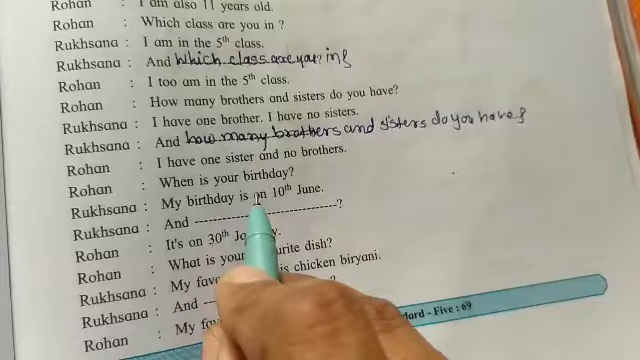 Rohan : I am also 11 years old.
Rohan : Which class are you in ?
Rukhsana : I am in the 5th class.
Rukhsana : And which class are you? in?
Rohan : I too am in the 5th class.
Rohan : How many brothers and sisters do you have?
Rukhsana : I have one brother. I have no sisters.
Rukhsana : And how many brothers and sisters do you have?
Rohan : I have one sister and no brothers.
Rohan : When is your birthday?
Rukhsana : My birthday is on 10th June.
Rukhsana : And ------------------------------?
Rohan : It's on 30th
Rohan : What is your dish?
Rukhsana : My is chicken biryani.
Rukhsana : And ?
Rohan : My
Five : 69